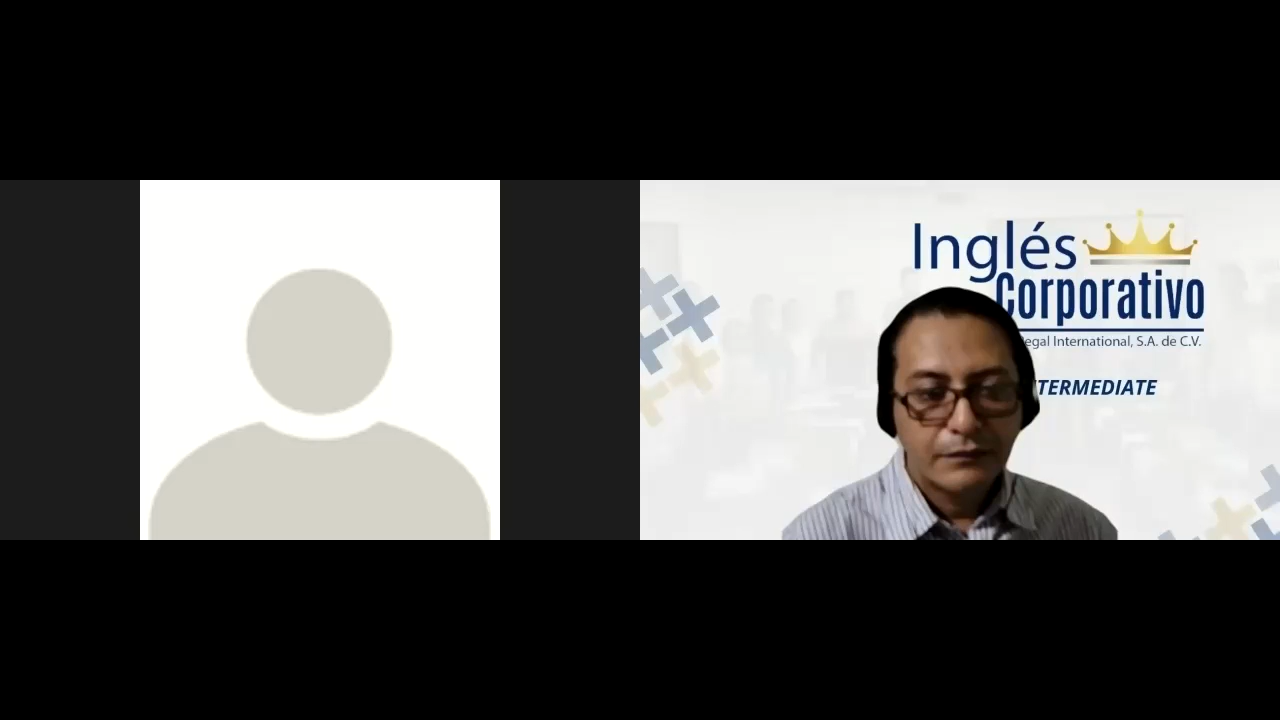 Inglés
Corporativo
egal International, S.A. de C.V.
TERMEDIATE